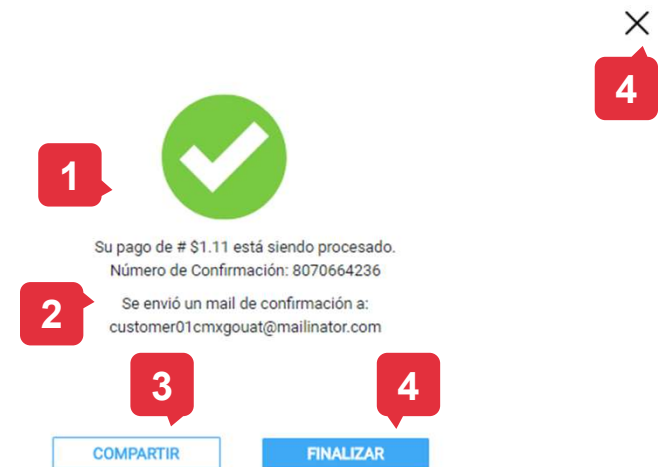 4
1
Su pago de # $1.11 está siendo procesado.
Número de Confirmación: 8070664236
2
Se envió un mail de confirmación a:
customer01cmxgouat@mailinator.com
3
4
COMPARTIR
FINALIZAR